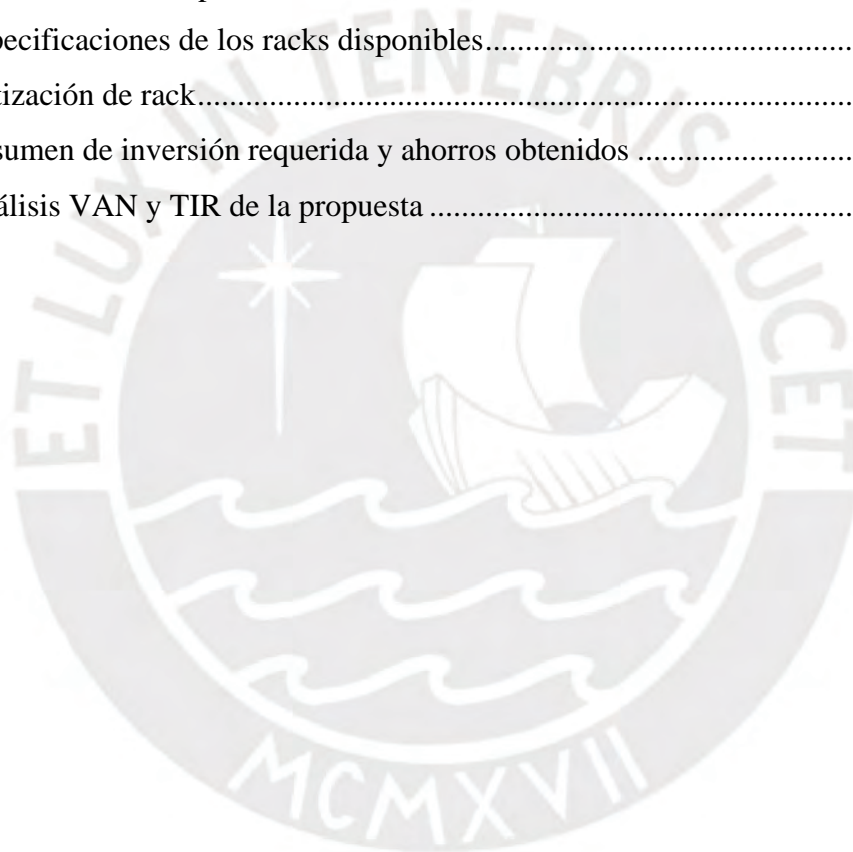 pecificaciones de los racks disponibles..................................................
tización de rack..........................................................................................
sumen de inversión requerida y ahorros obtenidos ..............................
álisis VAN y TIR de la propuesta ...........................................................
ET LUX IN TENEBRIS LUCET
MCMXVII